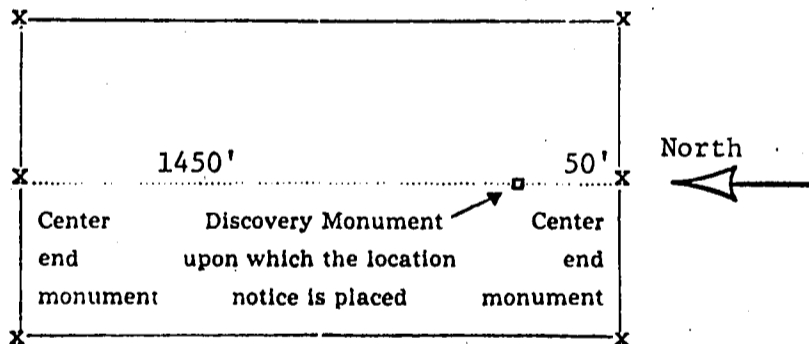 1450' 50' North
Center Discovery Monument Center
end upon which the location end
monument notice is placed monument